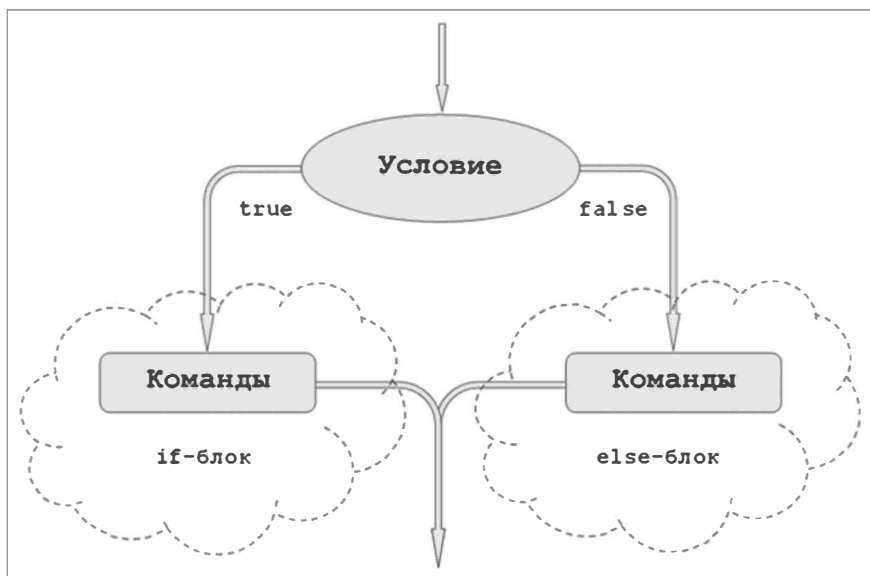 Условие
true
false
Команды
Команды
if-блок
else-блок